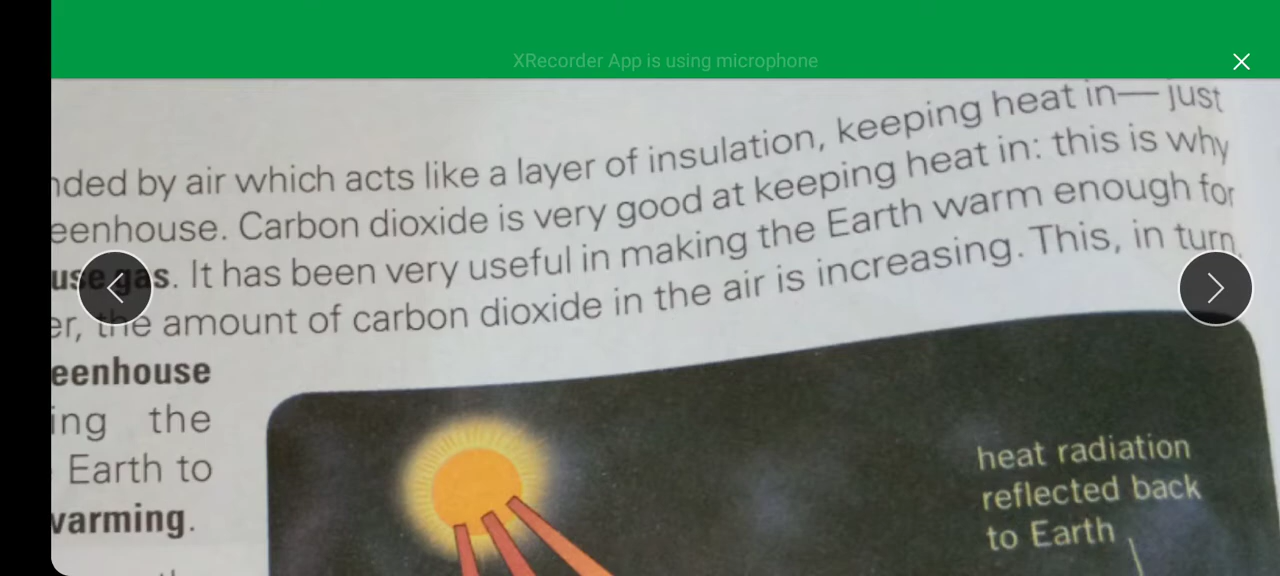 XRecorder App is using microphone
nded by air which acts like a layer of insulation, keeping heat in— just
eenhouse. Carbon dioxide is very good at keeping heat in: this is why
use gas. It has been very useful in making the Earth warm enough for
er, the amount of carbon dioxide in the air is increasing. This, in turn,
eenhouse
ing the
Earth to
warming.
heat radiation
reflected back
to Earth